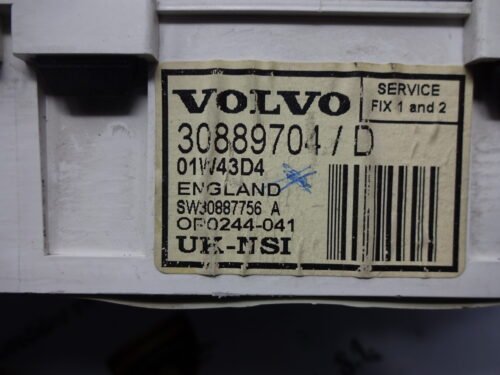 VOLVO
SERVICE
FIX 1 and 2
30889704/D
01W43D4
ENGLAND
SW30887756 A
OP0244-041
UK-NSI